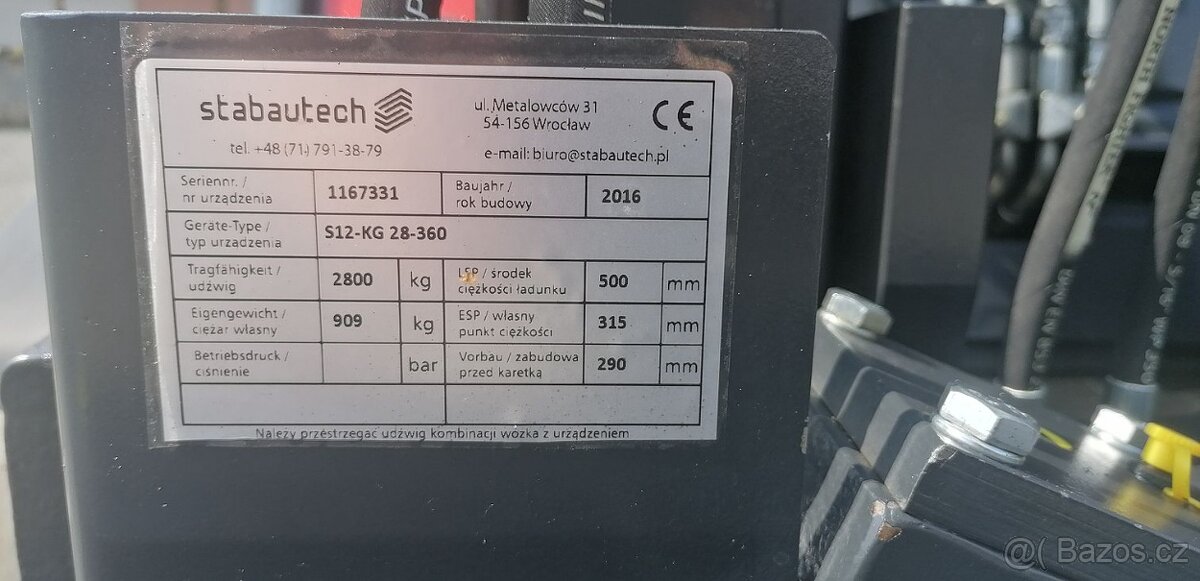 stabautech
ul. Metalowców 31
54-156 Wrocław
CE
tel. +48 (71) 791-38-79
e-mail: biuro@stabautech.pl
Seriennr. /
nr urządzenia
1167331
Baujahr /
rok budowy
2016
Geräte-Type /
typ urządzenia
S12-KG 28-360
Tragfähigkeit /
udźwig
2800
kg
LSP / środek
ciężkości ładunku
500
mm
Eigengewicht /
ciężar własny
909
kg
ESP / własny
punkt ciężkości
315
mm
Betriebsdruck /
ciśnienie
bar
Vorbau / zabudowa
przed karetką
290
mm
Należy przestrzegać udźwig kombinacji wózka z urządzeniem
@( Bazos.cz